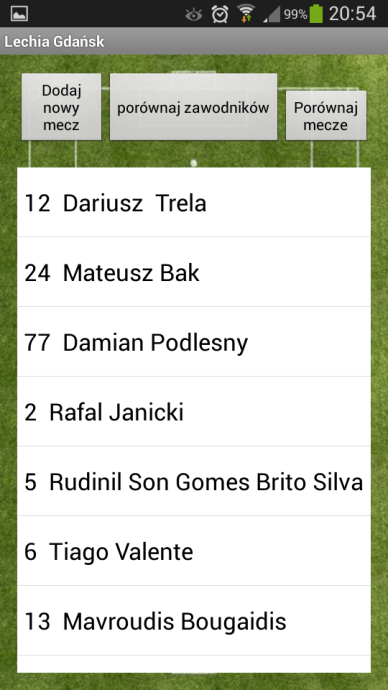 99% 20:54
Lechia Gdańsk
Dodaj
nowy
mecz
porównaj zawodników
Porównaj
mecze
12 Dariusz Trela
24 Mateusz Bak
77 Damian Podlesny
2 Rafal Janicki
5 Rudinil Son Gomes Brito Silva
6 Tiago Valente
13 Mavroudis Bougaidis